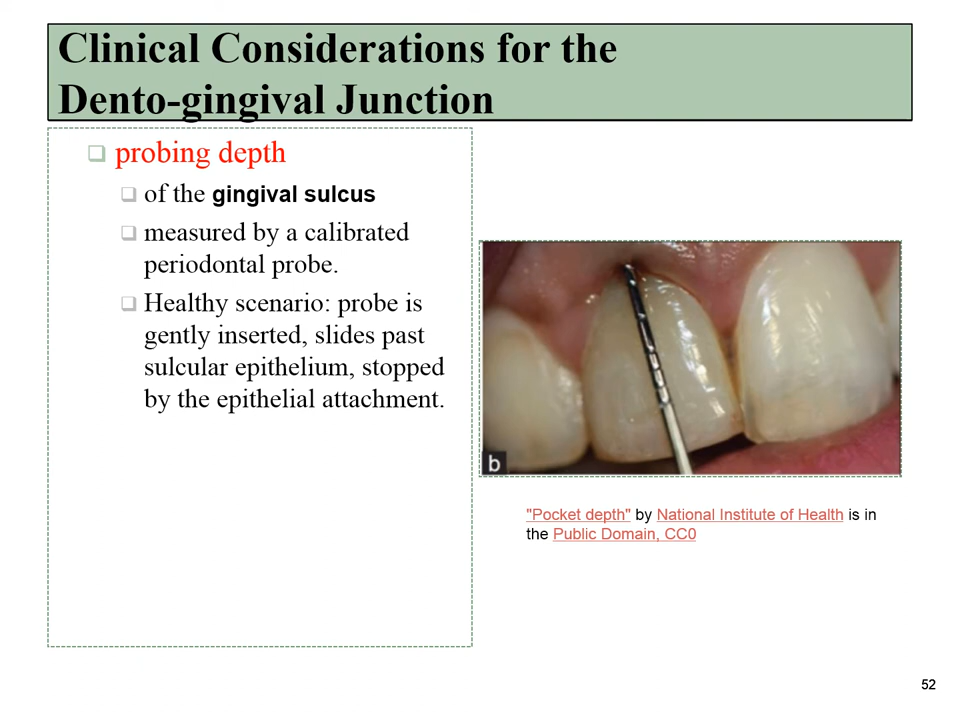 Clinical Considerations for the
Dento-gingival Junction
probing depth
of the gingival sulcus
measured by a calibrated
periodontal probe.
Healthy scenario: probe is
gently inserted, slides past
sulcular epithelium, stopped
by the epithelial attachment.
b
"Pocket depth" by National Institute of Health is in
the Public Domain, CC0
52